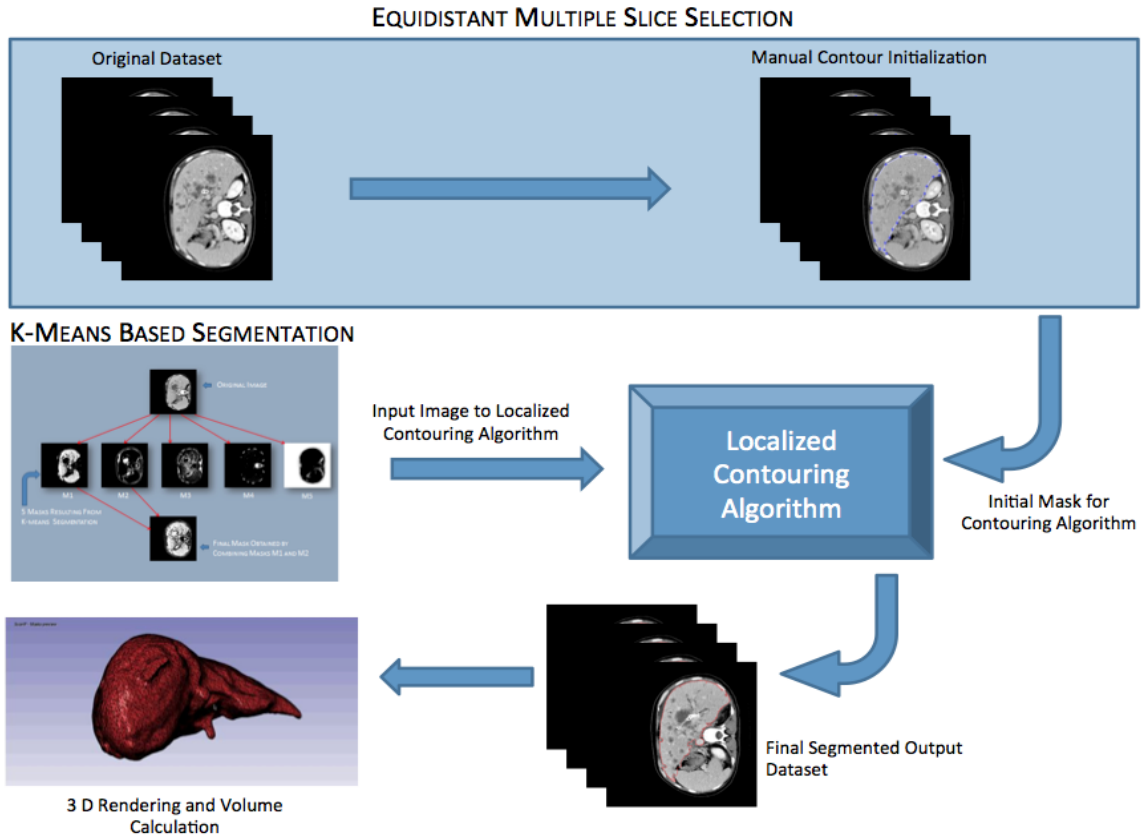 EQUIDISTANT MULTIPLE SLICE SELECTION
Original Dataset
Manual Contour Initialization
K-MEANS BASED SEGMENTATION
ORIGINAL IMAGE
M1 M2 M3 M4 M5
5 MASKS RESULTING FROM
K-MEANS SEGMENTATION
FINAL MASK OBTAINED BY
COMBINING MASKS M1 AND M2
Input Image to Localized
Contouring Algorithm
Localized
Contouring
Algorithm
Initial Mask for
Contouring Algorithm
Final Segmented Output
Dataset
3 D Rendering and Volume
Calculation